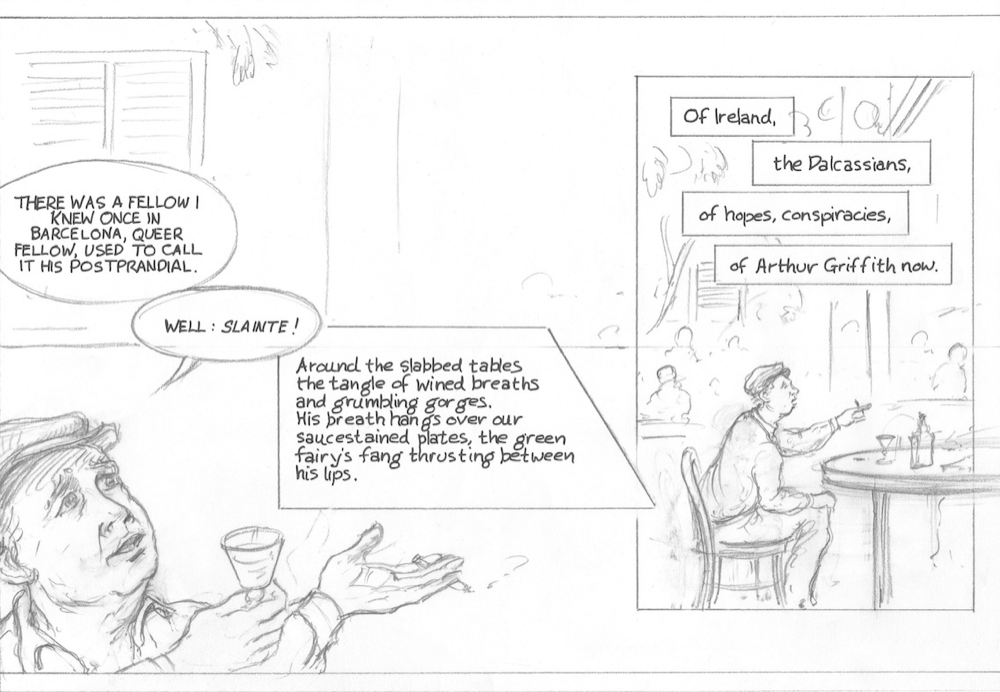 THERE WAS A FELLOW I
KNEW ONCE IN
BARCELONA, QUEER
FELLOW, USED TO CALL
IT HIS POSTPRANDIAL.
WELL : SLAINTE !
Around the slabbed tables
the tangle of wined breaths
and grumbling gorges.
His breath hangs over our
saucestained plates, the green
fairy's fang thrusting between
his lips.
Of Ireland,
the Dalcassians,
of hopes, conspiracies,
of Arthur Griffith now.